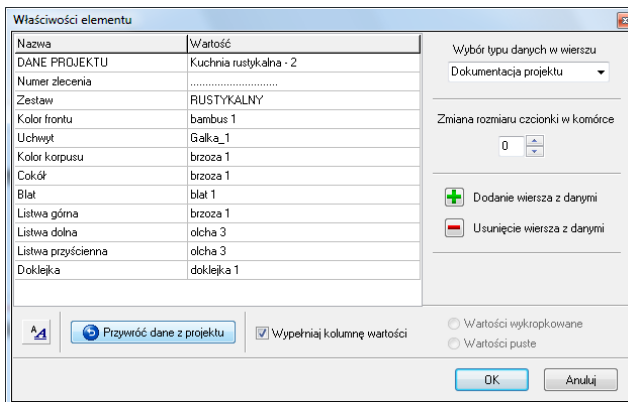 Właściwości elementu
Nazwa Wartość
DANE PROJEKTU Kuchnia rustykalna - 2
Numer zlecenia ............................
Zestaw RUSTYKALNY
Kolor frontu bambus 1
Uchwyt Galka_1
Kolor korpusu brzoza 1
Cokół brzoza 1
Blat blat 1
Listwa górna brzoza 1
Listwa dolna olcha 3
Listwa przyścienna olcha 3
Doklejka doklejka 1
Wybór typu danych w wierszu
Dokumentacja projektu
Zmiana rozmiaru czcionki w komórce
0
Dodanie wiersza z danymi
Usunięcie wiersza z danymi
AA Przywróć dane z projektu Wypełniaj kolumnę wartości
Wartości wykropkowane
Wartości puste
OK Anuluj